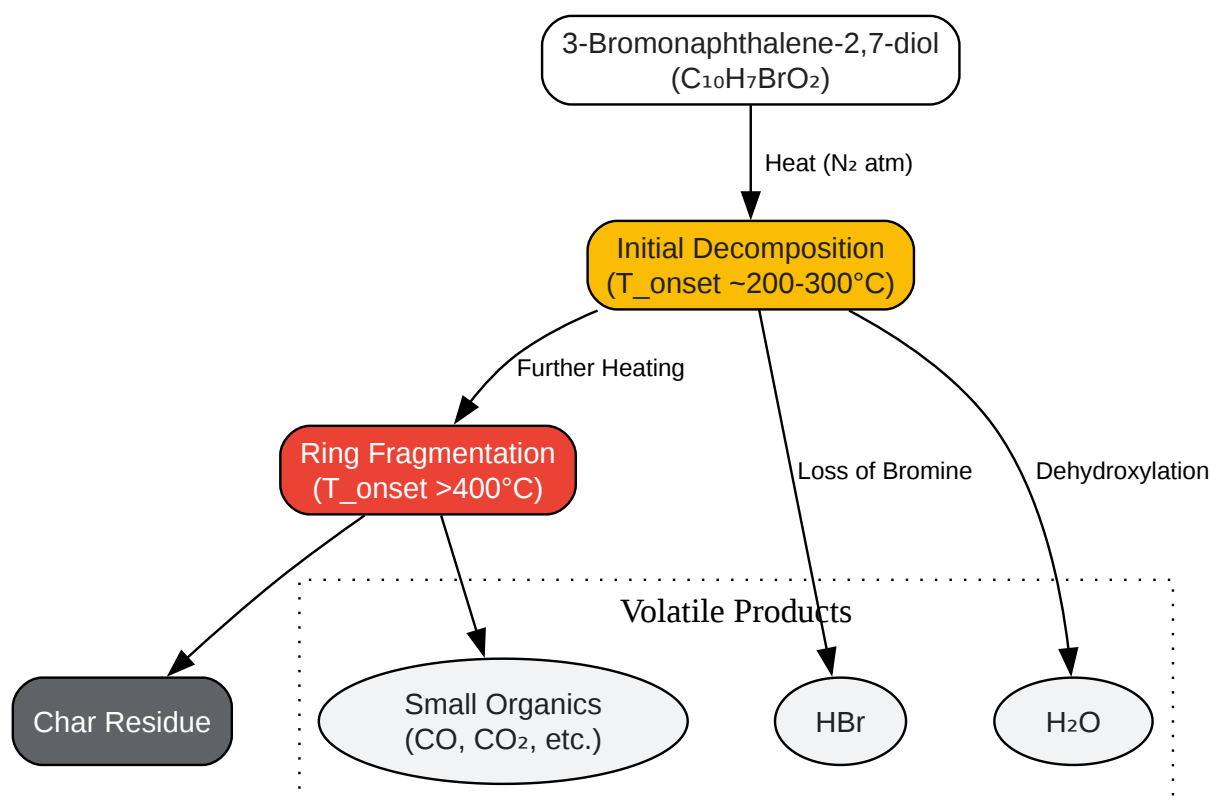 3-Bromonaphthalene-2,7-diol
(C₁₀H₇BrO₂)
Heat (N₂ atm)
Initial Decomposition
(T_onset ~200-300°C)
Further Heating
Ring Fragmentation
(T_onset >400°C)
Loss of Bromine
Dehydroxylation
Volatile Products
Char Residue
Small Organics
(CO, CO₂, etc.)
HBr
H₂O